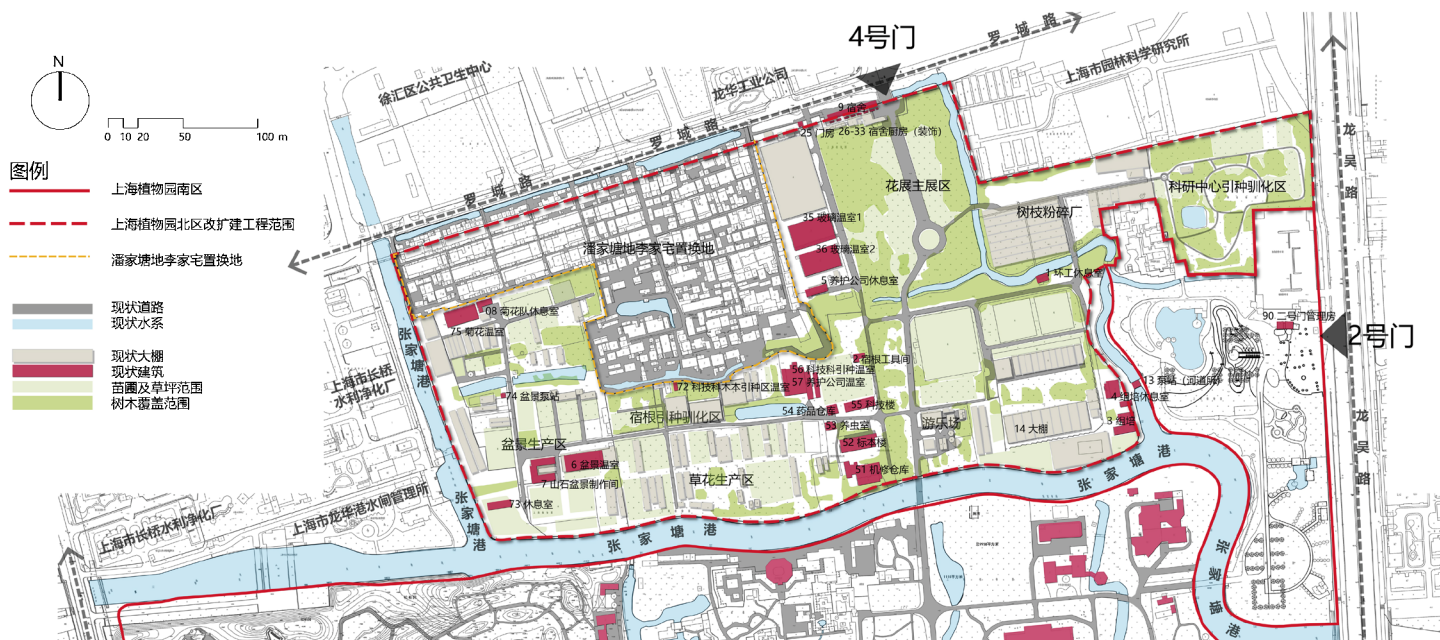 4号门
N
0 10 20 50 100 m
图例
上海植物园南区
上海植物园北区改扩建工程范围
潘家塘地李家宅置换地
现状道路
现状水系
现状大棚
现状建筑
苗圃及草坪范围
树木覆盖范围
徐汇区公共卫生中心
龙华工业公司
上海市园林科学研究所
罗城路
罗城路
罗城路
龙吴路
龙吴路
9 宿舍
25 门房
26-33 宿舍厨房（装饰）
花展主展区
科研中心引种驯化区
树枝粉碎厂
35 玻璃温室1
36 玻璃温室2
潘家塘地李家宅置换地
5 养护公司休息室
1 环工休息室
08 菊花队休息室
75 菊花温室
90 二号门管理房
2号门
张家塘港
上海市长桥
水利净化厂
2 宿根工具间
56 科技科引种温室
57 养护公司温室
72 科技科木本引种区温室
13 泵站（河道所）
4 组培休息室
3 组培
74 盆景泵站
宿根引种驯化区
54 药品仓库
55 科技楼
53 养虫室
游乐场
14 大棚
52 标本楼
盆景生产区
6 盆景温室
7 山石盆景制作间
51 机修仓库
草花生产区
73 休息室
张家塘港
张家塘港
张家塘港
张家塘港
上海市长桥水利净化厂
上海市龙华港水闸管理所